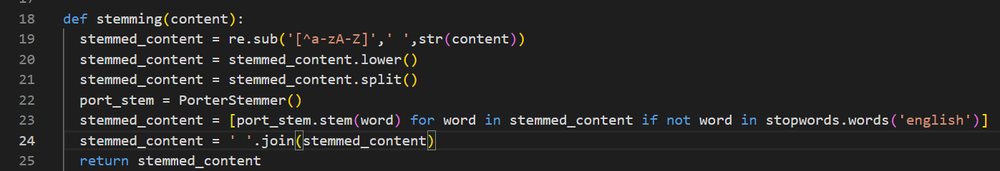 18 def stemming(content):
19 stemmed_content = re.sub('[^a-zA-Z]',' ',str(content))
20 stemmed_content = stemmed_content.lower()
21 stemmed_content = stemmed_content.split()
22 port_stem = PorterStemmer()
23 stemmed_content = [port_stem.stem(word) for word in stemmed_content if not word in stopwords.words('english')]
24 stemmed_content = ' '.join(stemmed_content)
25 return stemmed_content